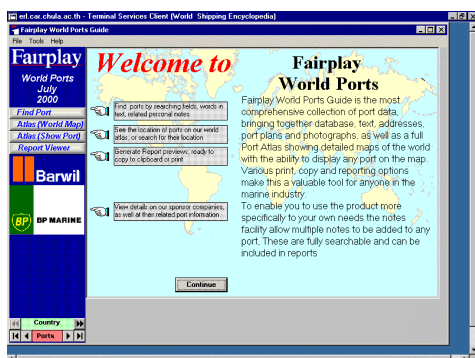 erl.car.chula.ac.th - Terminal Services Client (World Shipping Encyclopedia)
Fairplay World Ports Guide
File Tools Help
Fairplay
World Ports
July
2000
Find Port
Atlas (World Map)
Atlas (Show Port)
Report Viewer
Barwil
BP
BP MARINE
Country
Ports
Welcome to
Find ports by searching fields, words in
text, related personal notes
See the location of ports on our world
atlas, or search for their location
Generate Report previews, ready to
copy to clipboard or print
View details on our sponsor companies,
as well at their related port information
Continue
Fairplay
World Ports
Fairplay World Ports Guide is the most
comprehensive collection of port data,
bringing together database, text, addresses,
port plans and photographs, as well as a full
Port Atlas showing detailed maps of the world
with the ability to display any port on the map.
Various print, copy and reporting options
make this a valuable tool for anyone in the
marine industry.
To enable you to use the product more
specifically to your own needs the notes
facility allow multiple notes to be added to any
port. These are fully searchable and can be
included in reports